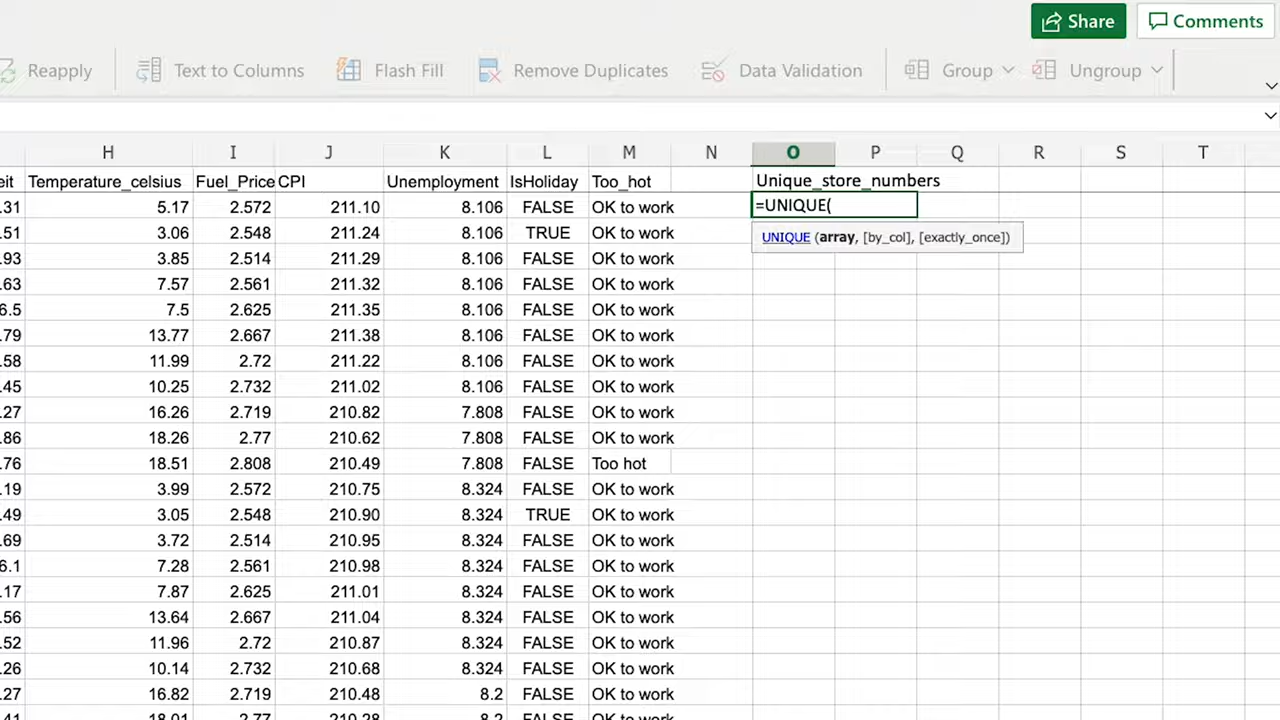 Share Comments
Reapply Text to Columns Flash Fill Remove Duplicates Data Validation Group Ungroup
H I J K L M N O P Q R S T
eit Temperature_celsius Fuel_Price CPI Unemployment IsHoliday Too_hot Unique_store_numbers
.31 5.17 2.572 211.10 8.106 FALSE OK to work =UNIQUE(
.51 3.06 2.548 211.24 8.106 TRUE OK to work UNIQUE (array, [by_col], [exactly_once])
.93 3.85 2.514 211.29 8.106 FALSE OK to work
.63 7.57 2.561 211.32 8.106 FALSE OK to work
6.5 7.5 2.625 211.35 8.106 FALSE OK to work
.79 13.77 2.667 211.38 8.106 FALSE OK to work
.58 11.99 2.72 211.22 8.106 FALSE OK to work
.45 10.25 2.732 211.02 8.106 FALSE OK to work
.27 16.26 2.719 210.82 7.808 FALSE OK to work
.86 18.26 2.77 210.62 7.808 FALSE OK to work
.76 18.51 2.808 210.49 7.808 FALSE Too hot
.19 3.99 2.572 210.75 8.324 FALSE OK to work
.49 3.05 2.548 210.90 8.324 TRUE OK to work
.69 3.72 2.514 210.95 8.324 FALSE OK to work
6.1 7.28 2.561 210.98 8.324 FALSE OK to work
.17 7.87 2.625 211.01 8.324 FALSE OK to work
.56 13.64 2.667 211.04 8.324 FALSE OK to work
.52 11.96 2.72 210.87 8.324 FALSE OK to work
.26 10.14 2.732 210.68 8.324 FALSE OK to work
.27 16.82 2.719 210.48 8.2 FALSE OK to work
.41 18.01 2.77 210.28 8.2 FALSE OK to work